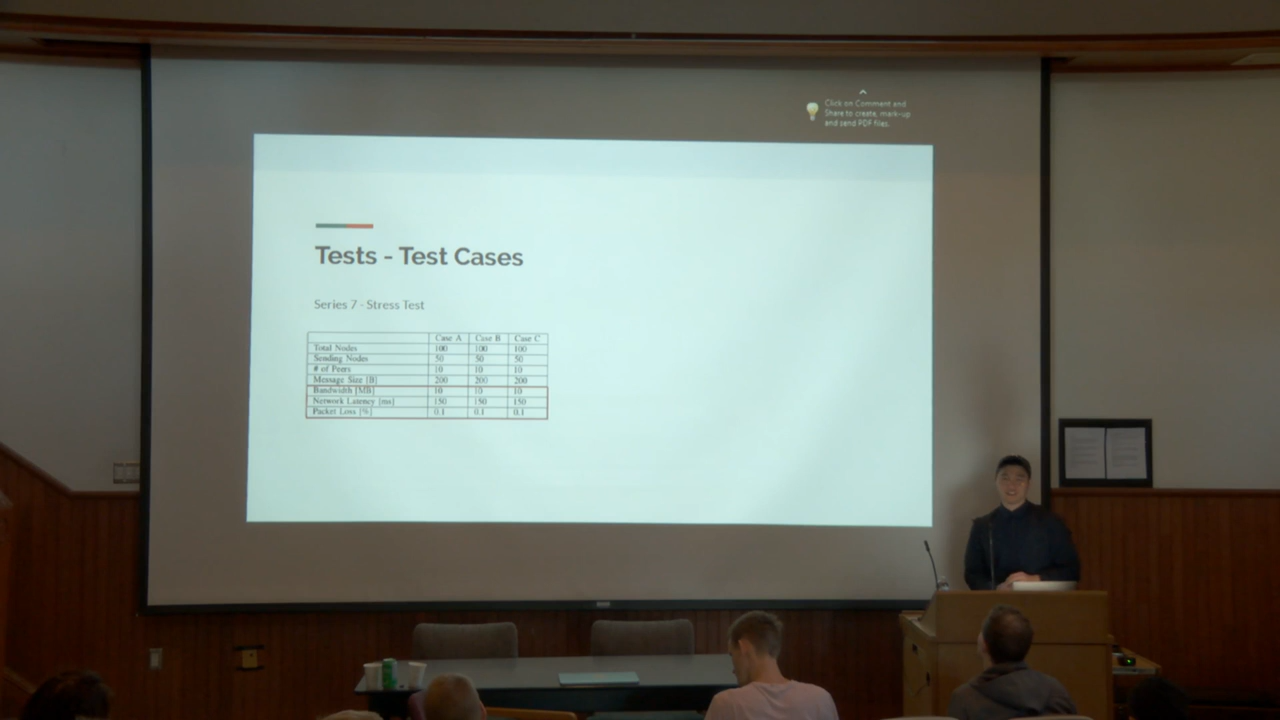 Click on Comment and
Share to create, mark-up
and send PDF files.
Tests - Test Cases
Series 7 - Stress Test
Case A Case B Case C
Total Nodes 100 100 100
Sending Nodes 50 50 50
# of Peers 10 10 10
Message Size [B] 200 200 200
Bandwidth [MB] 10 10 10
Network Latency [ms] 150 150 150
Packet Loss [%] 0.1 0.1 0.1